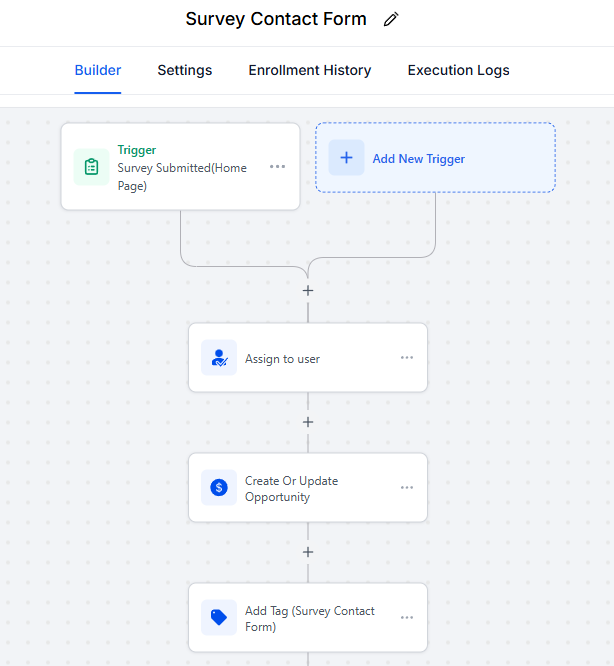 Survey Contact Form
Builder Settings Enrollment History Execution Logs
Trigger
Survey Submitted(Home
Page)
Add New Trigger
Assign to user
Create Or Update
Opportunity
Add Tag (Survey Contact
Form)